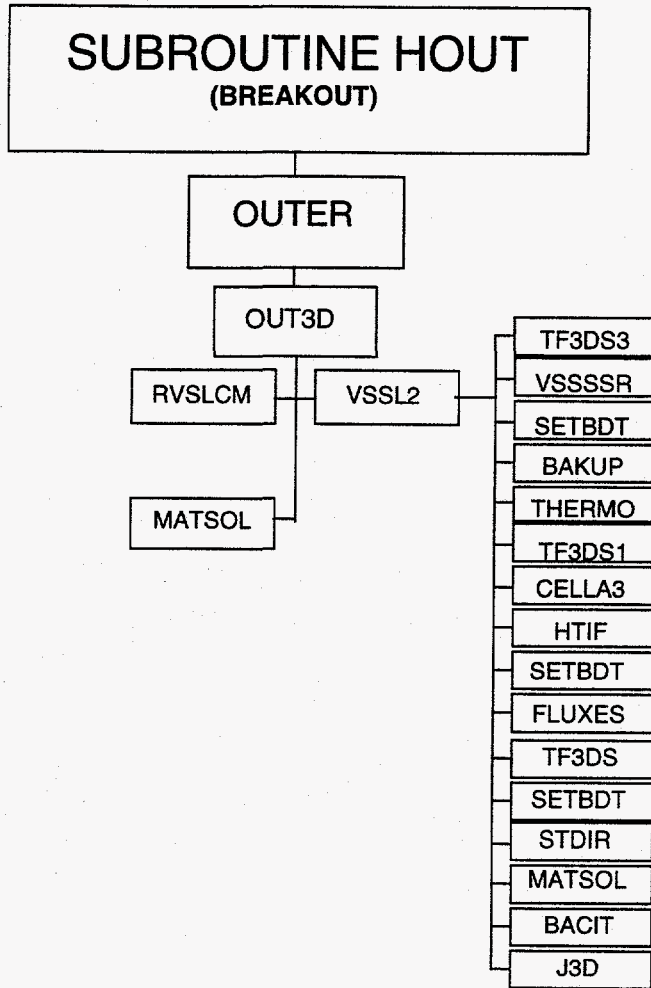 SUBROUTINE HOUT
(BREAKOUT)
OUTER
OUT3D
RVSLCM
VSSL2
MATSOL
TF3DS3
VSSSSR
SETBDT
BAKUP
THERMO
TF3DS1
CELLA3
HTIF
SETBDT
FLUXES
TF3DS
SETBDT
STDIR
MATSOL
BACIT
J3D